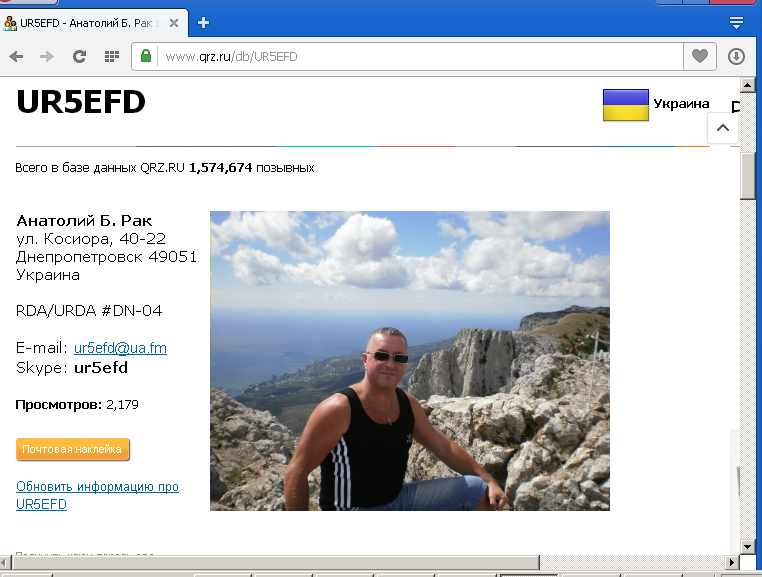 UR5EFD - Анатолий Б. Рак
www.qrz.ru/db/UR5EFD
UR5EFD
Украина
Всего в базе данных QRZ.RU 1,574,674 позывных
Анатолий Б. Рак
ул. Косиора, 40-22
Днепропетровск 49051
Украина
RDA/URDA #DN-04
E-mail: ur5efd@ua.fm
Skype: ur5efd
Просмотров: 2,179
Почтовая наклейка
Обновить информацию про
UR5EFD